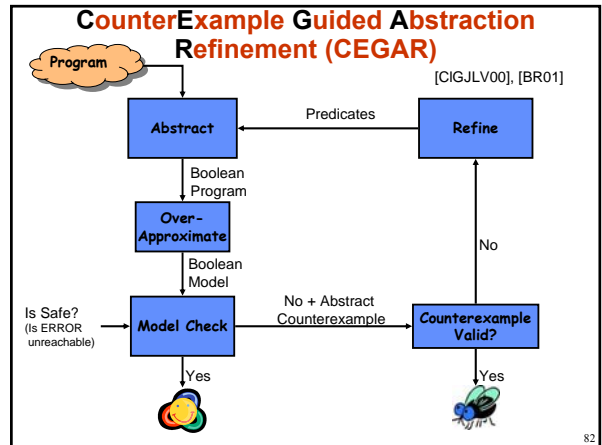 CounterExample Guided Abstraction
Refinement (CEGAR)
Program
[ClGJLV00], [BR01]
Predicates
Abstract
Refine
Boolean
Program
Over-
Approximate
No
Boolean
Model
Is Safe?
(Is ERROR
unreachable)
Model Check
No + Abstract
Counterexample
Counterexample
Valid?
Yes
Yes
82